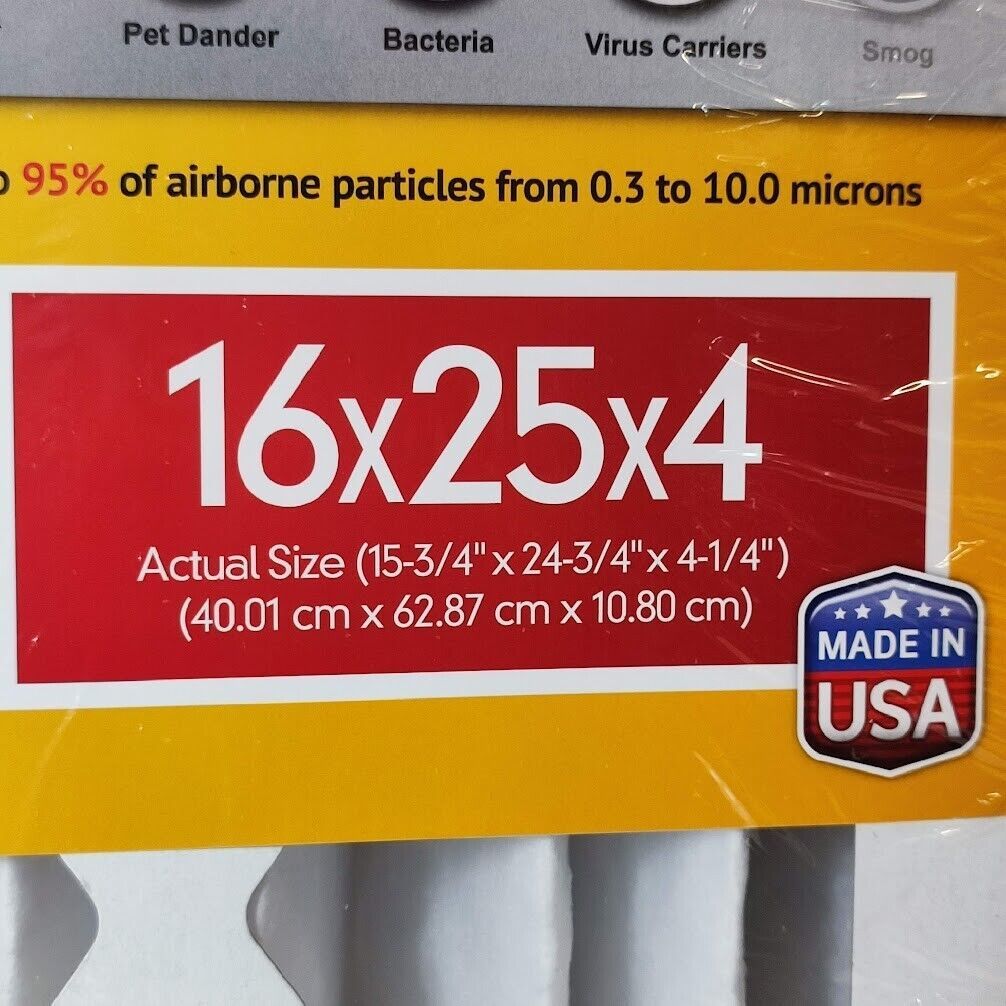 Pet Dander
Bacteria
Virus Carriers
Smog
95% of airborne particles from 0.3 to 10.0 microns
16x25x4
Actual Size (15-3/4" x 24-3/4" x 4-1/4")
(40.01 cm x 62.87 cm x 10.80 cm)
MADE IN
USA